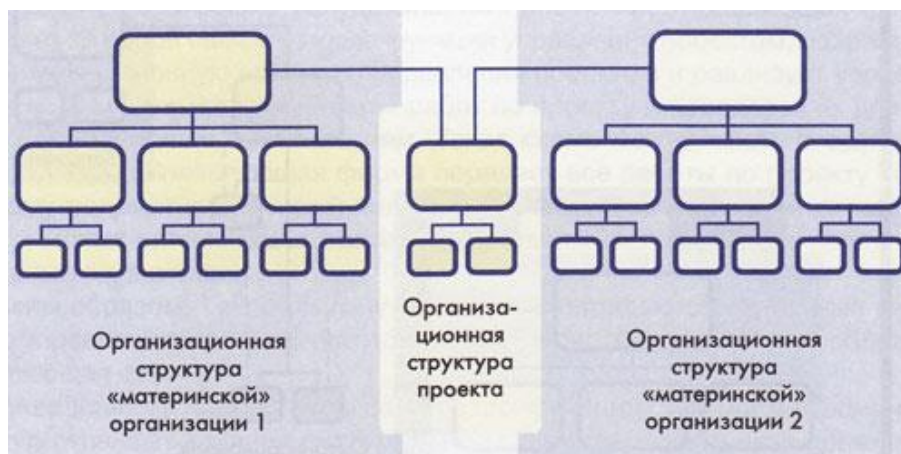 Организационная
структура
«материнской»
организации 1
Организа-
ционная
структура
проекта
Организационная
структура
«материнской»
организации 2